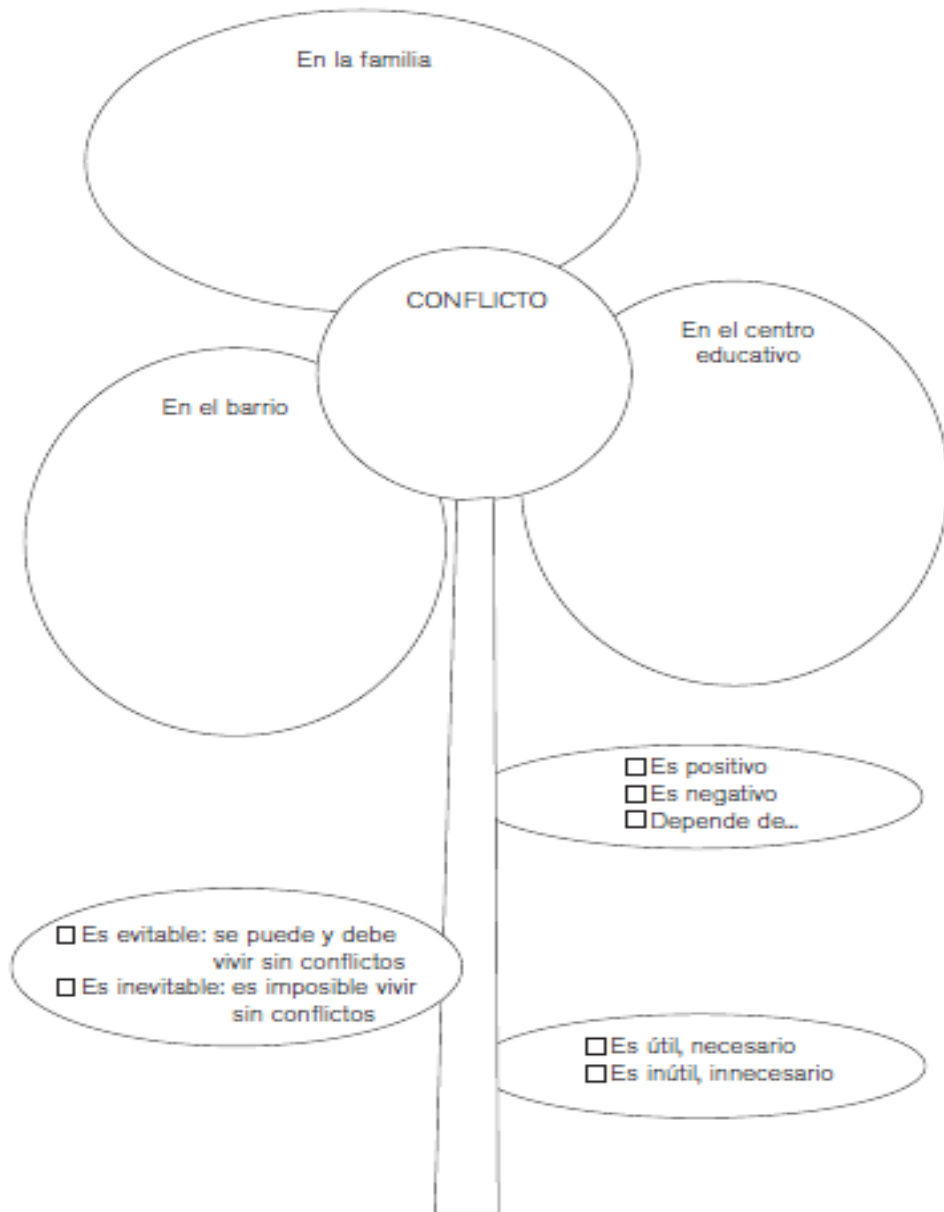 En la familia
CONFLICTO
En el centro
educativo
En el barrio
□ Es positivo
□ Es negativo
□ Depende de...
□ Es evitable: se puede y debe
vivir sin conflictos
□ Es inevitable: es imposible vivir
sin conflictos
□ Es útil, necesario
□ Es inútil, innecesario